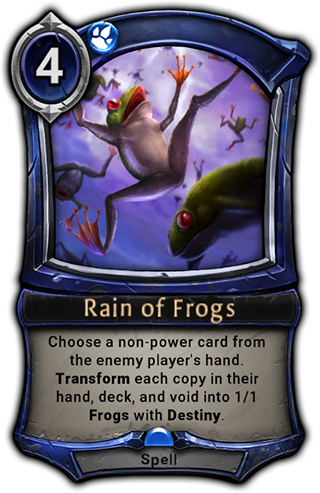 4
Rain of Frogs
Choose a non-power card from
the enemy player's hand.
Transform each copy in their
hand, deck, and void into 1/1
Frogs with Destiny.
Spell